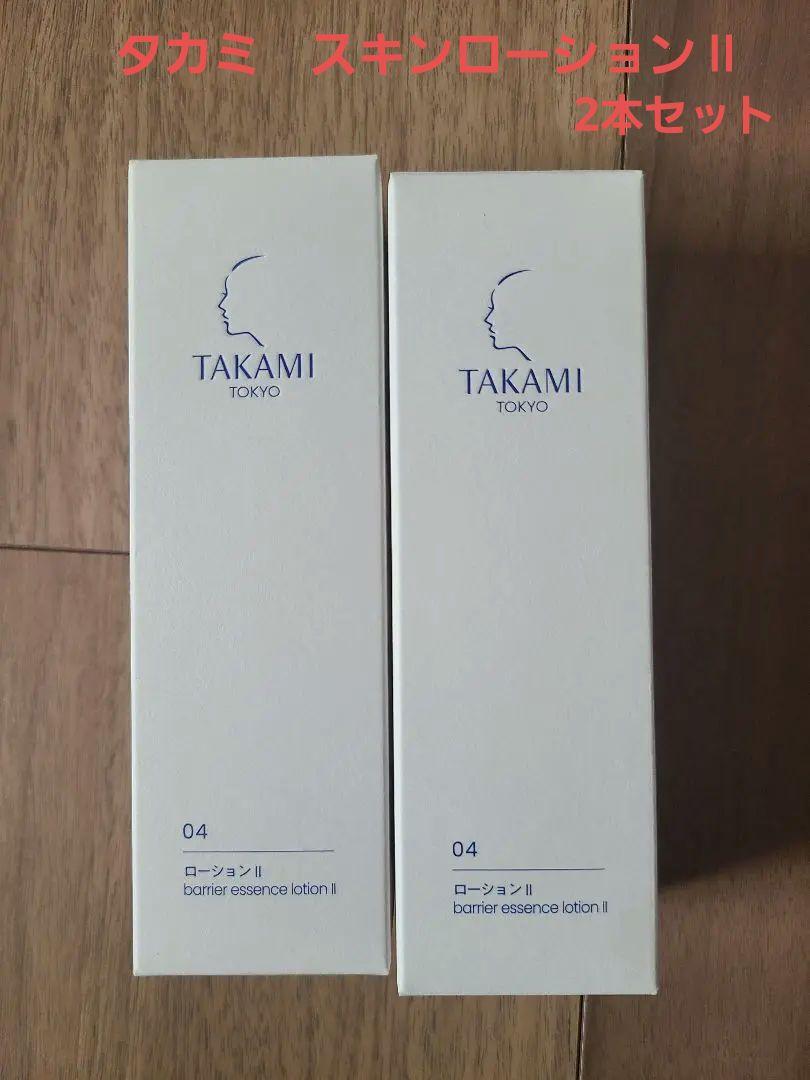 タカミ　スキンローションⅡ
2本セット
TAKAMI
TOKYO
04
ローションⅡ
barrier essence lotion Ⅱ
TAKAMI
TOKYO
04
ローションⅡ
barrier essence lotion Ⅱ